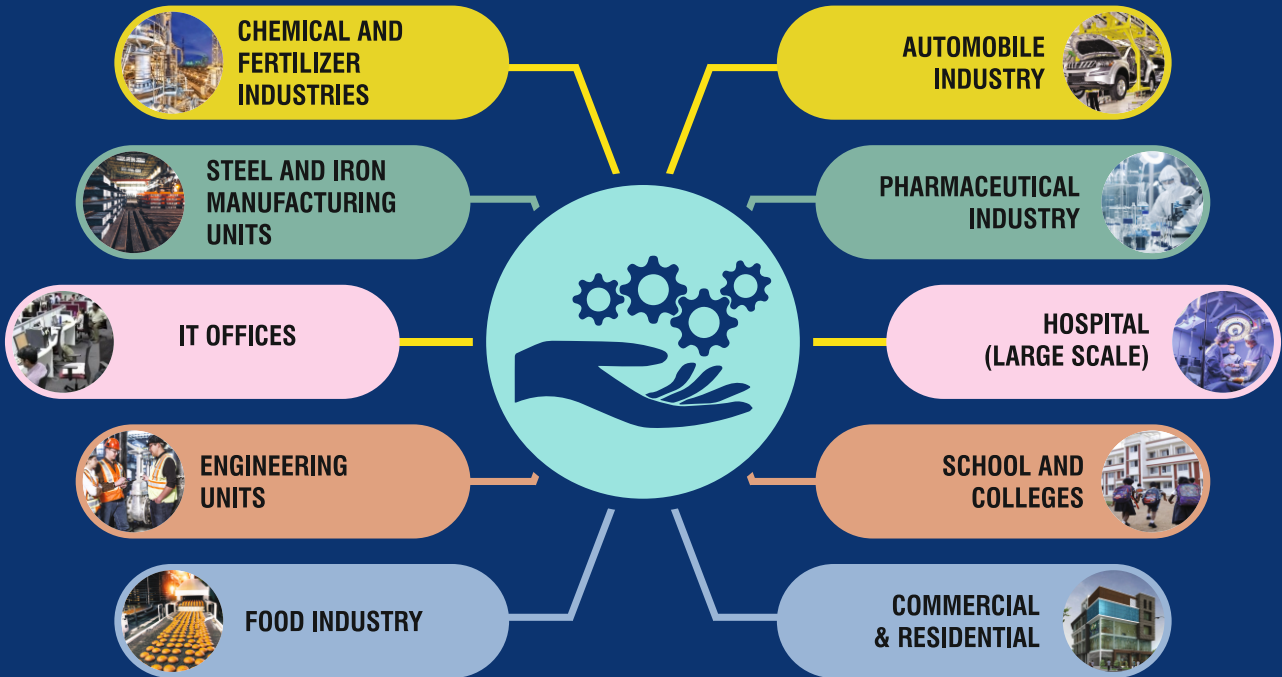 CHEMICAL AND
FERTILIZER
INDUSTRIES
STEEL AND IRON
MANUFACTURING
UNITS
IT OFFICES
ENGINEERING
UNITS
FOOD INDUSTRY
AUTOMOBILE
INDUSTRY
PHARMACEUTICAL
INDUSTRY
HOSPITAL
(LARGE SCALE)
SCHOOL AND
COLLEGES
COMMERCIAL
& RESIDENTIAL